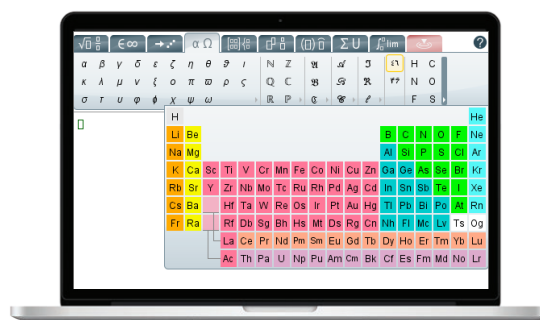 αΩ
ΣU
lim
?
α β γ δ ε ζ η θ ϑ ι ℕ ℤ 𝔄 𝒜 ℑ ٤٦ H C
κ λ μ ν ξ ο π ϖ ρ ς ℚ ℂ 𝔅 ℬ ℜ ۴۶ N O
σ τ υ φ ϕ χ ψ ω ℝ ℙ ℭ 𝒞 ℓ F S
H He
Li Be B C N O F Ne
Na Mg Al Si P S Cl Ar
K Ca Sc Ti V Cr Mn Fe Co Ni Cu Zn Ga Ge As Se Br Kr
Rb Sr Y Zr Nb Mo Tc Ru Rh Pd Ag Cd In Sn Sb Te I Xe
Cs Ba Hf Ta W Re Os Ir Pt Au Hg Tl Pb Bi Po At Rn
Fr Ra Rf Db Sg Bh Hs Mt Ds Rg Cn Nh Fl Mc Lv Ts Og
La Ce Pr Nd Pm Sm Eu Gd Tb Dy Ho Er Tm Yb Lu
Ac Th Pa U Np Pu Am Cm Bk Cf Es Fm Md No Lr